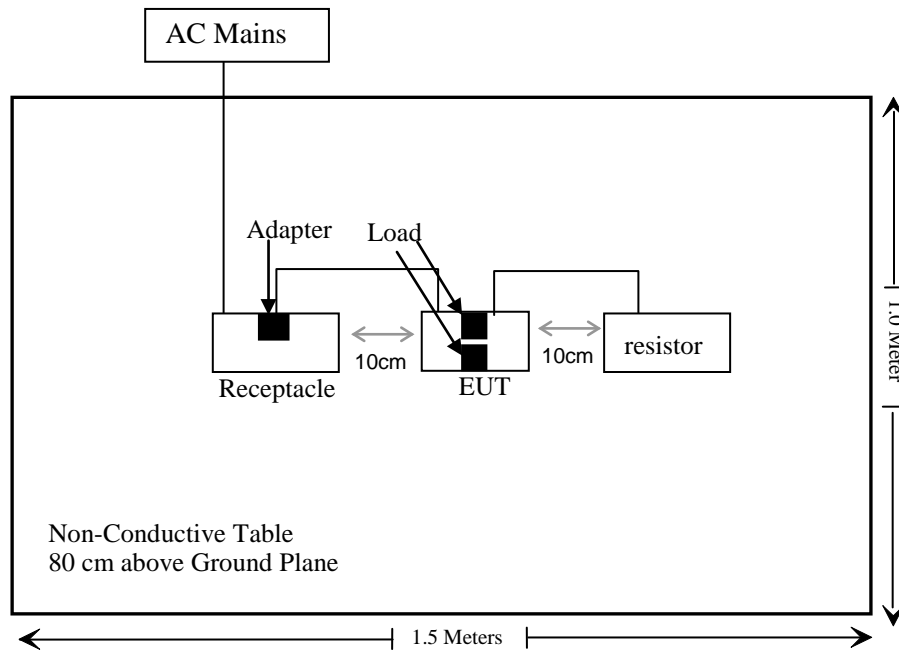 AC Mains
Adapter
Load
10cm
10cm
resistor
Receptacle
EUT
1.0 Meter
Non-Conductive Table
80 cm above Ground Plane
1.5 Meters